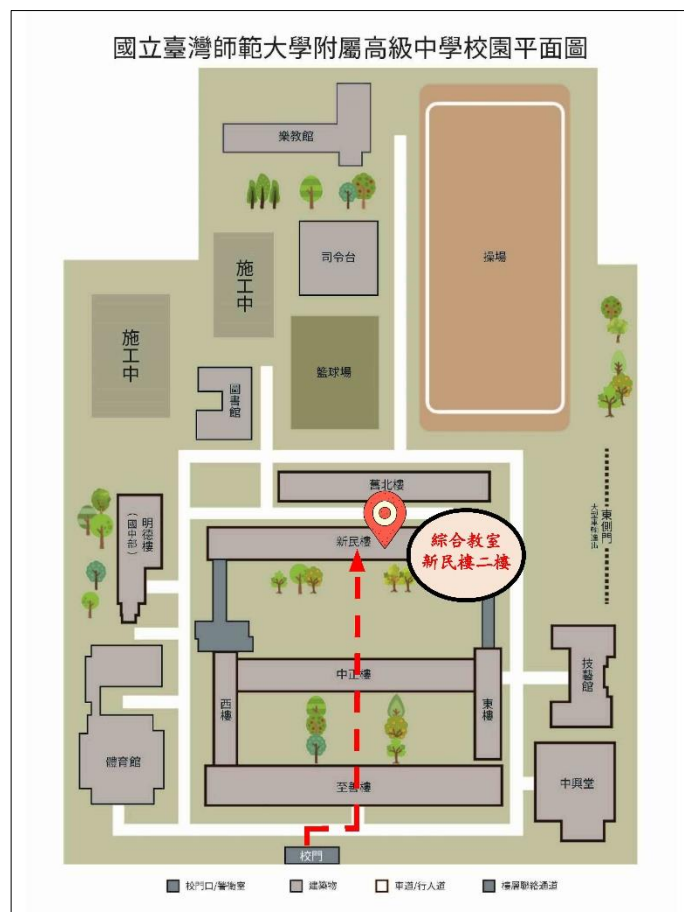 國立臺灣師範大學附屬高級中學校園平面圖
樂教館
司令台
操場
施工中
施工中
籃球場
圖書館
舊北樓
明德樓
(國中部)
新民樓
綜合教室
新民樓二樓
東側門
技藝館
中正樓
西樓
東樓
體育館
至善樓
中興堂
校門
校門口/警衛室
建築物
車道/行人道
樓層聯絡通道